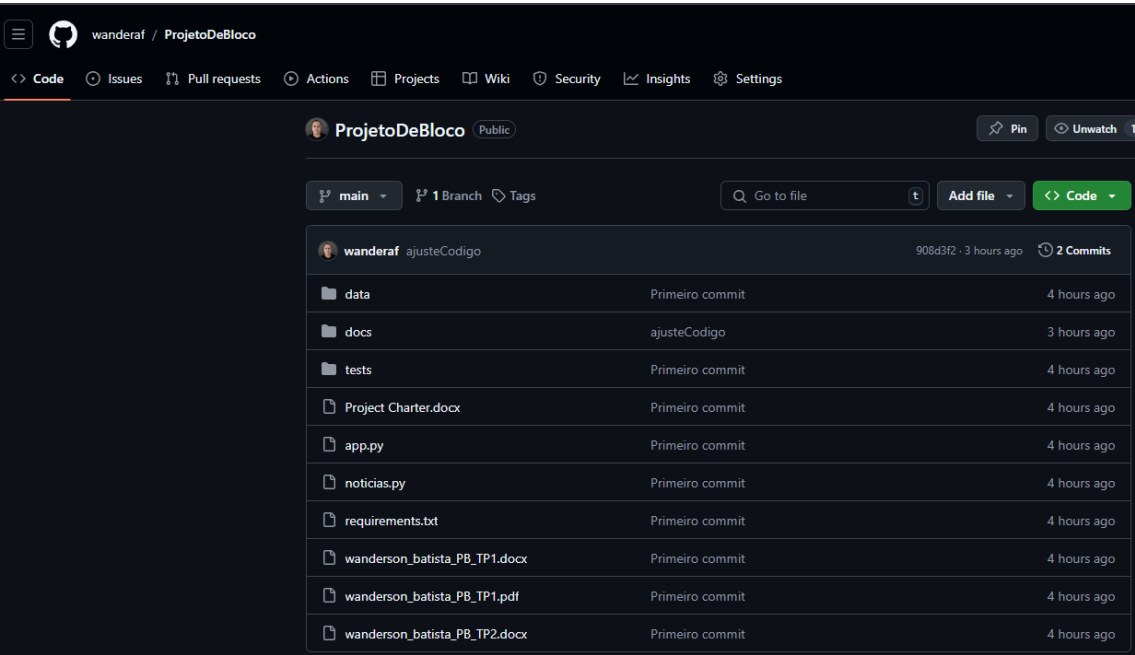 wanderaf / ProjetoDeBloco
Code Issues Pull requests Actions Projects Wiki Security Insights Settings
ProjetoDeBloco Public Pin Unwatch 1
main 1 Branch Tags Go to file t Add file Code
wanderaf ajusteCodigo 908d3f2 · 3 hours ago 2 Commits
data Primeiro commit 4 hours ago
docs ajusteCodigo 3 hours ago
tests Primeiro commit 4 hours ago
Project Charter.docx Primeiro commit 4 hours ago
app.py Primeiro commit 4 hours ago
noticias.py Primeiro commit 4 hours ago
requirements.txt Primeiro commit 4 hours ago
wanderson_batista_PB_TP1.docx Primeiro commit 4 hours ago
wanderson_batista_PB_TP1.pdf Primeiro commit 4 hours ago
wanderson_batista_PB_TP2.docx Primeiro commit 4 hours ago